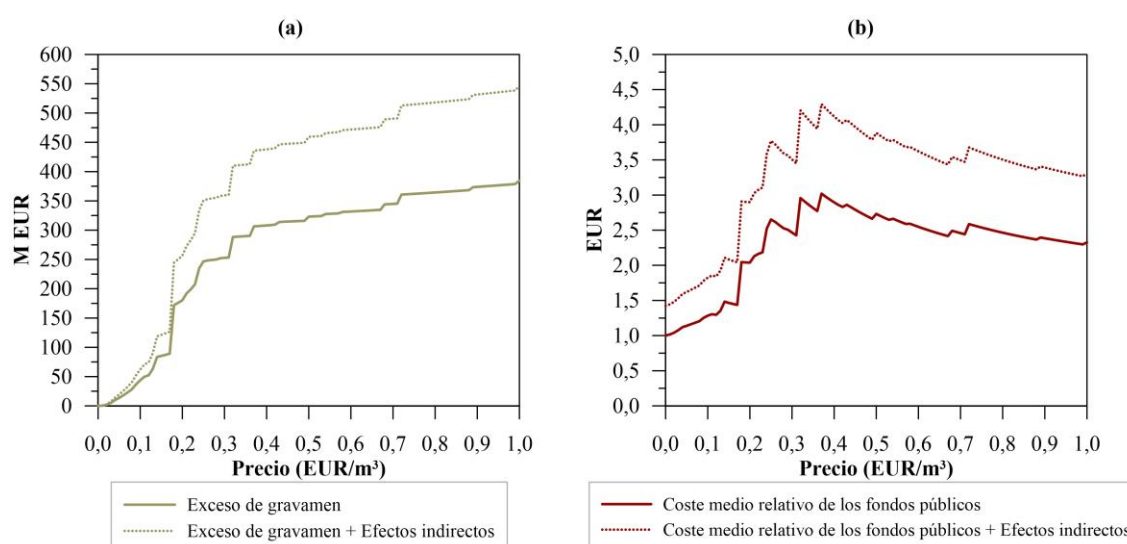 (a)
600
550
500
450
400
350
300
250
200
150
100
50
0
M EUR
0,0 0,1 0,2 0,3 0,4 0,5 0,6 0,7 0,8 0,9 1,0
Precio (EUR/m³)
Exceso de gravamen
Exceso de gravamen + Efectos indirectos
(b)
5,0
4,5
4,0
3,5
3,0
2,5
2,0
1,5
1,0
0,5
0,0
EUR
0,0 0,1 0,2 0,3 0,4 0,5 0,6 0,7 0,8 0,9 1,0
Precio (EUR/m³)
Coste medio relativo de los fondos públicos
Coste medio relativo de los fondos públicos + Efectos indirectos